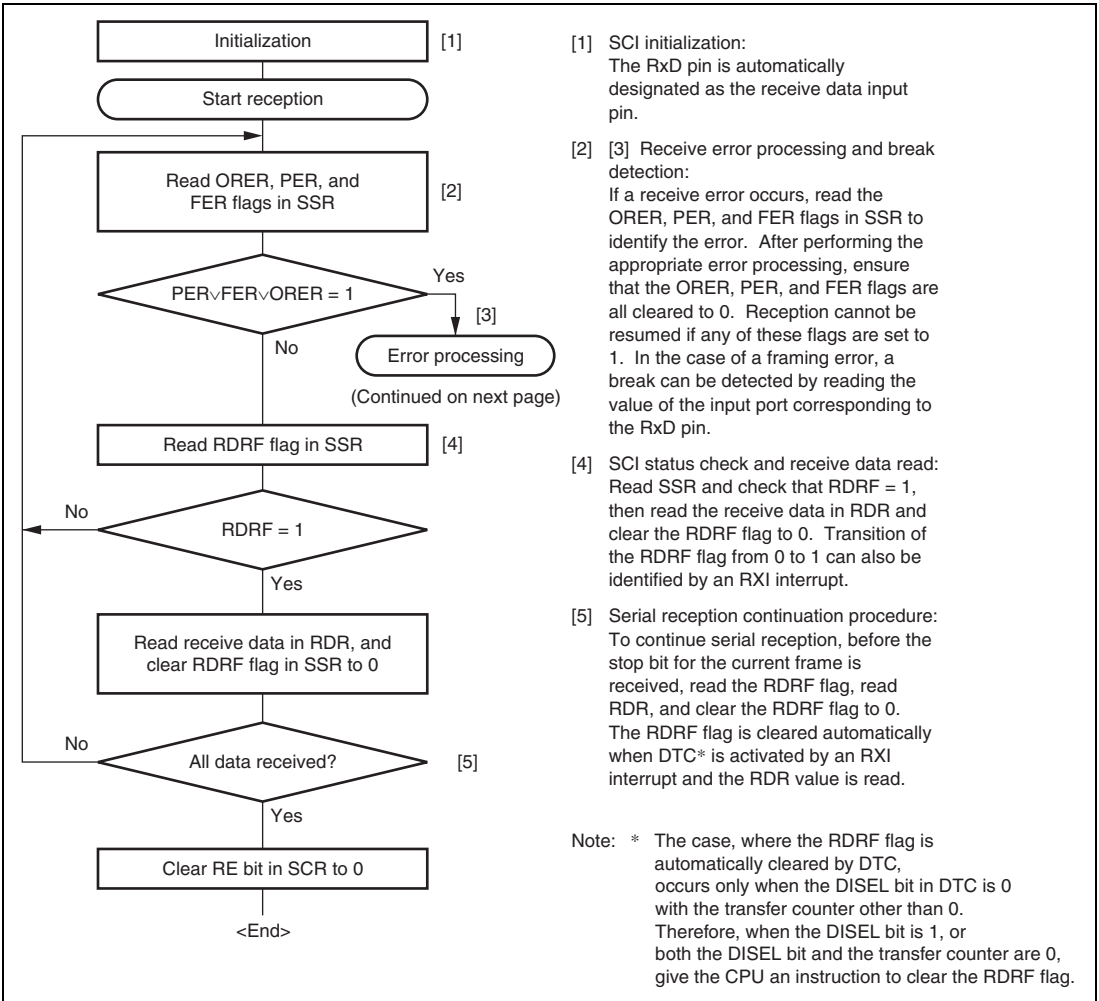 Initialization [1]
Start reception
Read ORER, PER, and
FER flags in SSR
[2]
PER∨FER∨ORER = 1
Yes
[3]
No
Error processing
(Continued on next page)
Read RDRF flag in SSR [4]
No
RDRF = 1
Yes
Read receive data in RDR, and
clear RDRF flag in SSR to 0
No
All data received? [5]
Yes
Clear RE bit in SCR to 0
<End>
[1] SCI initialization:
The RxD pin is automatically
designated as the receive data input
pin.
[2] [3] Receive error processing and break
detection:
If a receive error occurs, read the
ORER, PER, and FER flags in SSR to
identify the error. After performing the
appropriate error processing, ensure
that the ORER, PER, and FER flags are
all cleared to 0. Reception cannot be
resumed if any of these flags are set to
1. In the case of a framing error, a
break can be detected by reading the
value of the input port corresponding to
the RxD pin.
[4] SCI status check and receive data read:
Read SSR and check that RDRF = 1,
then read the receive data in RDR and
clear the RDRF flag to 0. Transition of
the RDRF flag from 0 to 1 can also be
identified by an RXI interrupt.
[5] Serial reception continuation procedure:
To continue serial reception, before the
stop bit for the current frame is
received, read the RDRF flag, read
RDR, and clear the RDRF flag to 0.
The RDRF flag is cleared automatically
when DTC* is activated by an RXI
interrupt and the RDR value is read.
Note: * The case, where the RDRF flag is
automatically cleared by DTC,
occurs only when the DISEL bit in DTC is 0
with the transfer counter other than 0.
Therefore, when the DISEL bit is 1, or
both the DISEL bit and the transfer counter are 0,
give the CPU an instruction to clear the RDRF flag.